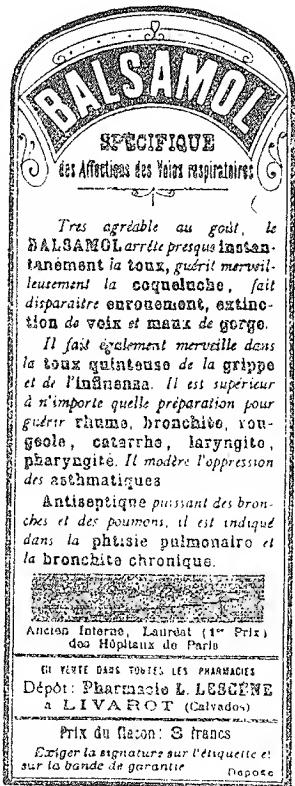 BALSAMOL
SPÉCIFIQUE
des Affections des Voies respiratoires
Tres agréable au goût, le
BALSAMOL arrête presque instan-
tanément la toux, guérit merveil-
leusement la coqueluche, fait
disparaitre enrouement, extinc-
tion de voix et maux de gorge.
Il fait également merveille dans
la toux quinteuse de la grippe
et de l'influenza. Il est supérieur
à n'importe quelle préparation pour
guérir rhume, bronchite, rou-
geole, catarrhe, laryngite,
pharyngite. Il modère l'oppression
des asthmatiques
Antiseptique puissant des bron-
ches et des poumons, il est indiqué
dans la phtisie pulmonaire et
la bronchite chronique.
Ancien Interne, Lauréat (1er Prix)
des Hôpitaux de Paris
EN VENTE DANS TOUTES LES PHARMACIES
Dépôt: Pharmacie L. LESCÈNE
à LIVAROT (Calvados)
Prix du flacon: 3 francs
Exiger la signature sur l'étiquette et
sur la bande de garantie
Déposé